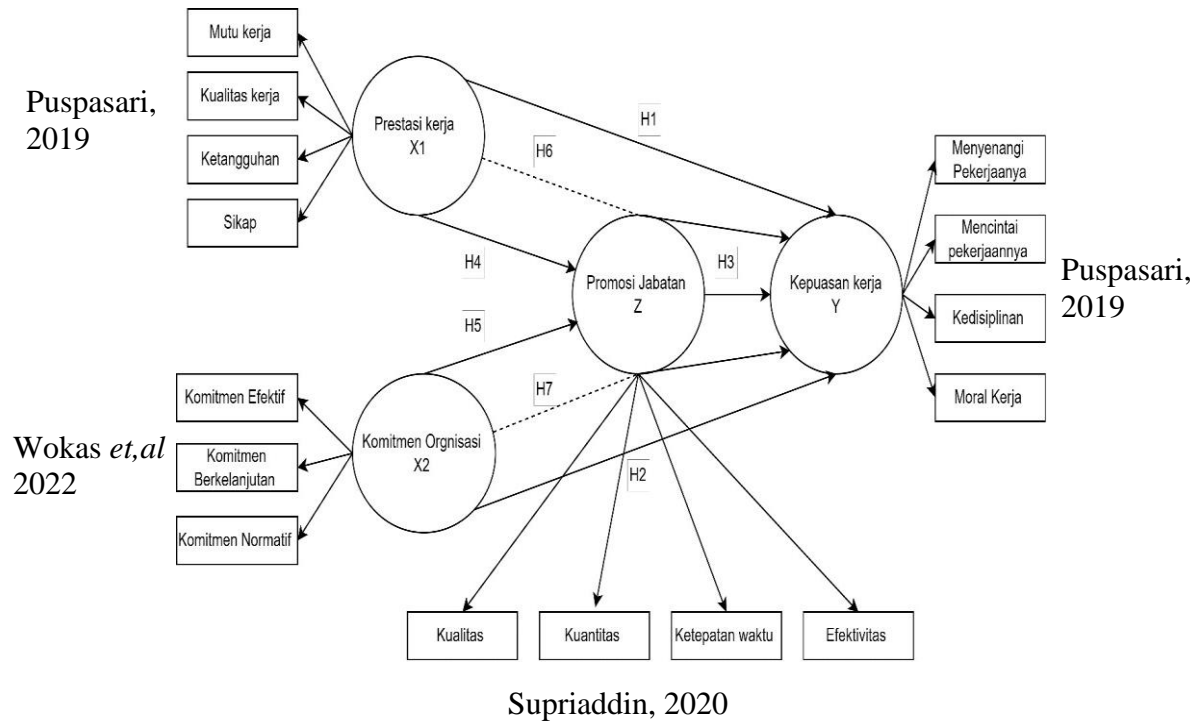 Mutu kerja
Kualitas kerja
Ketangguhan
Sikap
Puspasari,
2019
Prestasi kerja
X1
H1
H6
H4
Promosi Jabatan
Z
H3
Kepuasan kerja
Y
Menyenangi
Pekerjaanya
Mencintai
pekerjaannya
Kedisiplinan
Moral Kerja
Puspasari,
2019
H5
H7
H2
Komitmen Efektif
Komitmen
Berkelanjutan
Komitmen Normatif
Wokas et,al
2022
Komitmen Orgnisasi
X2
Kualitas
Kuantitas
Ketepatan waktu
Efektivitas
Supriaddin, 2020